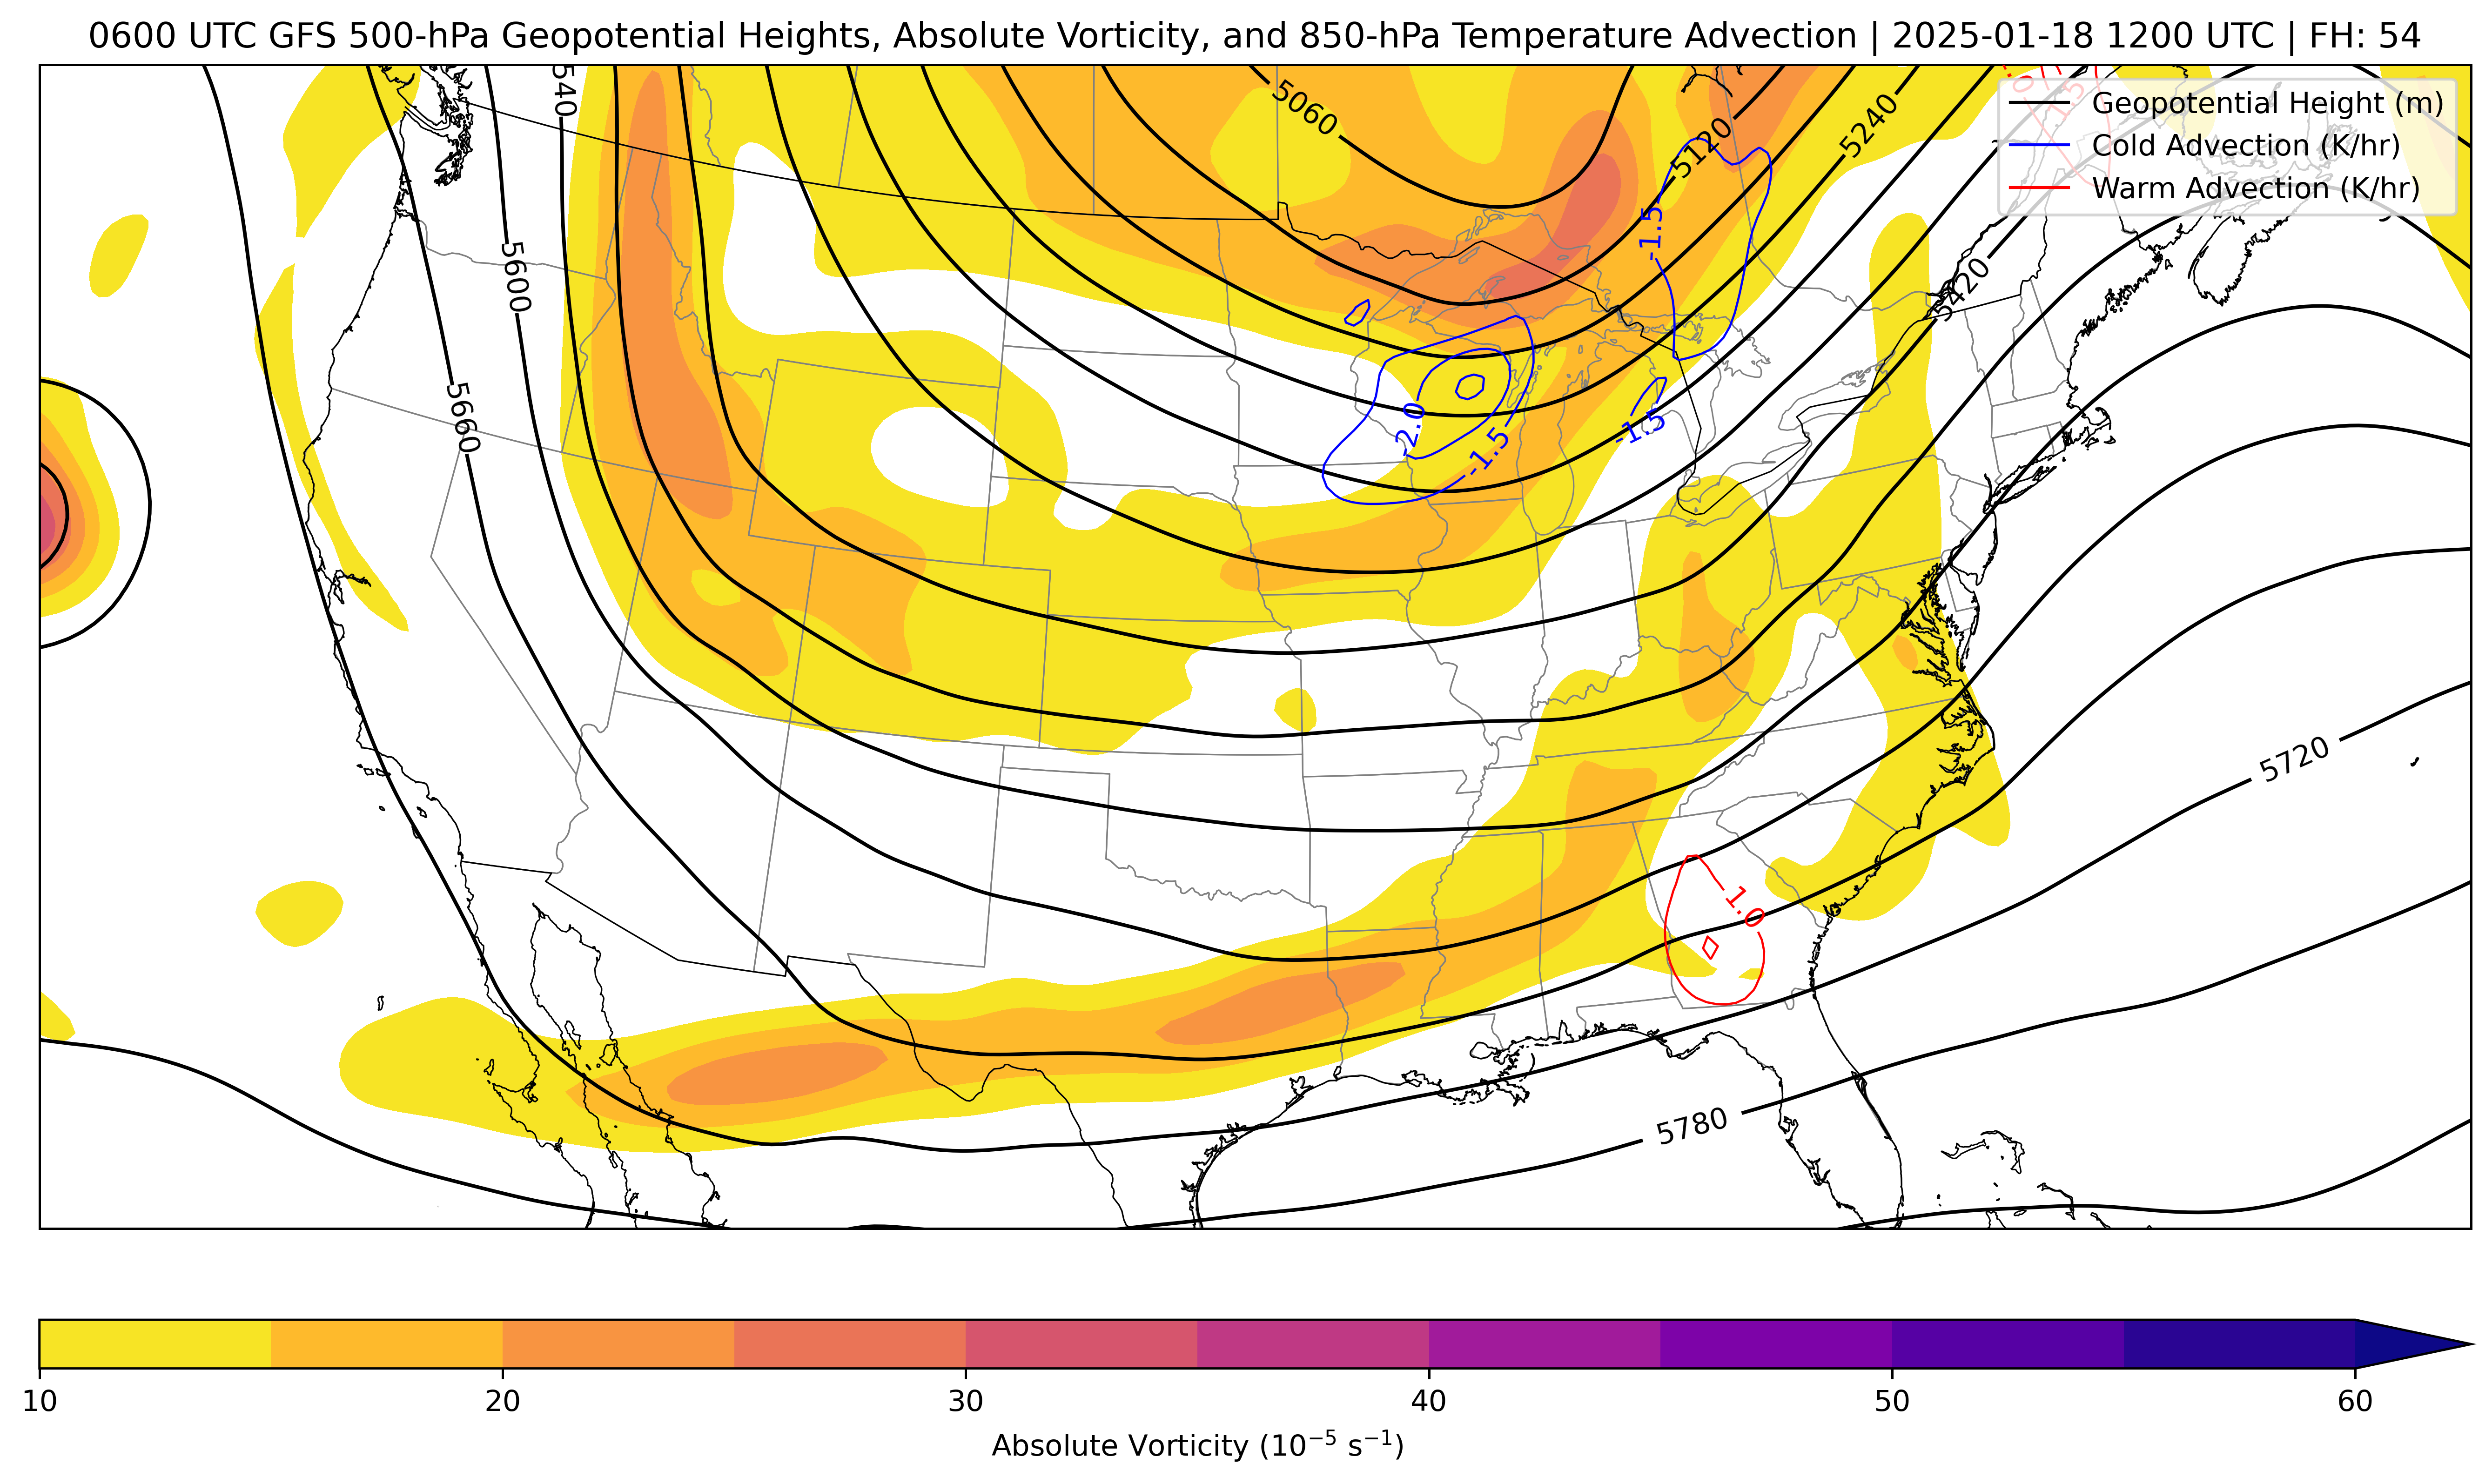 0600 UTC GFS 500-hPa Geopotential Heights, Absolute Vorticity, and 850-hPa Temperature Advection | 2025-01-18 1200 UTC | FH: 54
Geopotential Height (m)
Cold Advection (K/hr)
Warm Advection (K/hr)
5060
5120
5240
5420
5600
5660
-1.5
-2.0
-1.5
-1.5
1.0
5720
5780
10 20 30 40 50 60
Absolute Vorticity (10⁻⁵ s⁻¹)